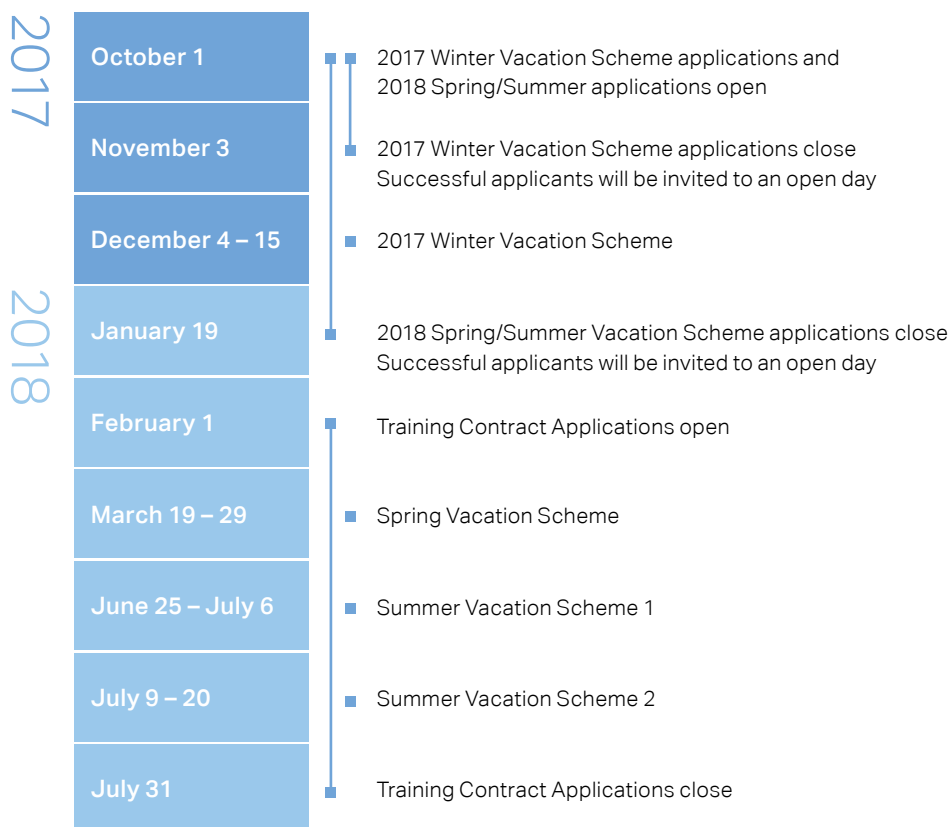 2017
October 1
2017 Winter Vacation Scheme applications and
2018 Spring/Summer applications open
November 3
2017 Winter Vacation Scheme applications close
Successful applicants will be invited to an open day
December 4 – 15
2017 Winter Vacation Scheme
2018
January 19
2018 Spring/Summer Vacation Scheme applications close
Successful applicants will be invited to an open day
February 1
Training Contract Applications open
March 19 – 29
Spring Vacation Scheme
June 25 – July 6
Summer Vacation Scheme 1
July 9 – 20
Summer Vacation Scheme 2
July 31
Training Contract Applications close